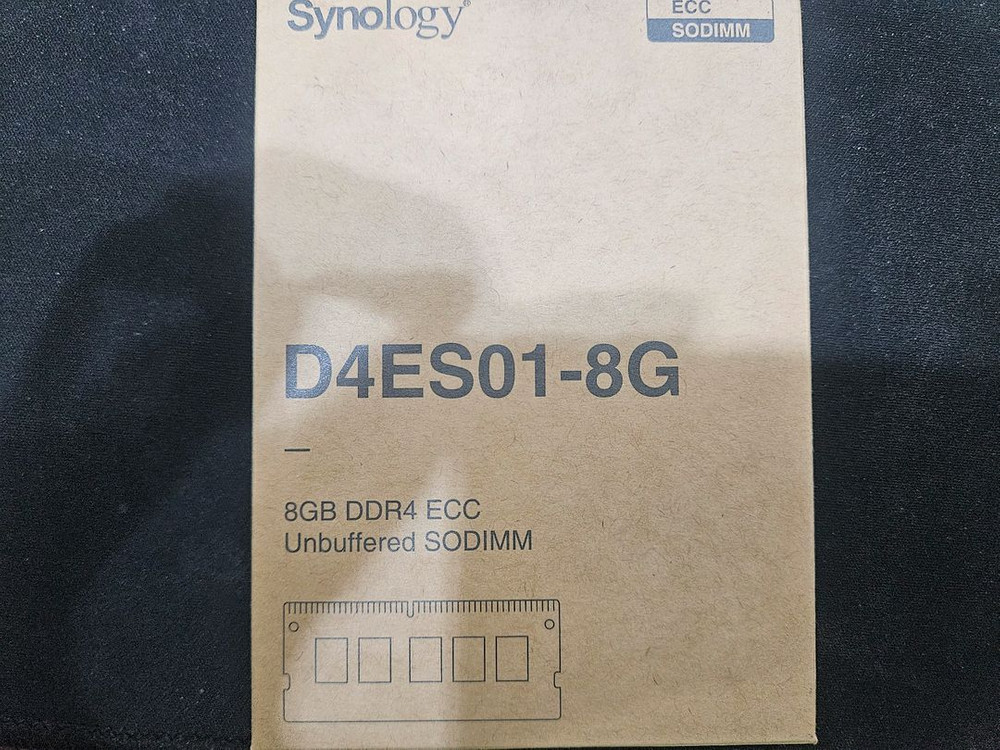 Synology®
ECC
SODIMM
D4ES01-8G
8GB DDR4 ECC
Unbuffered SODIMM